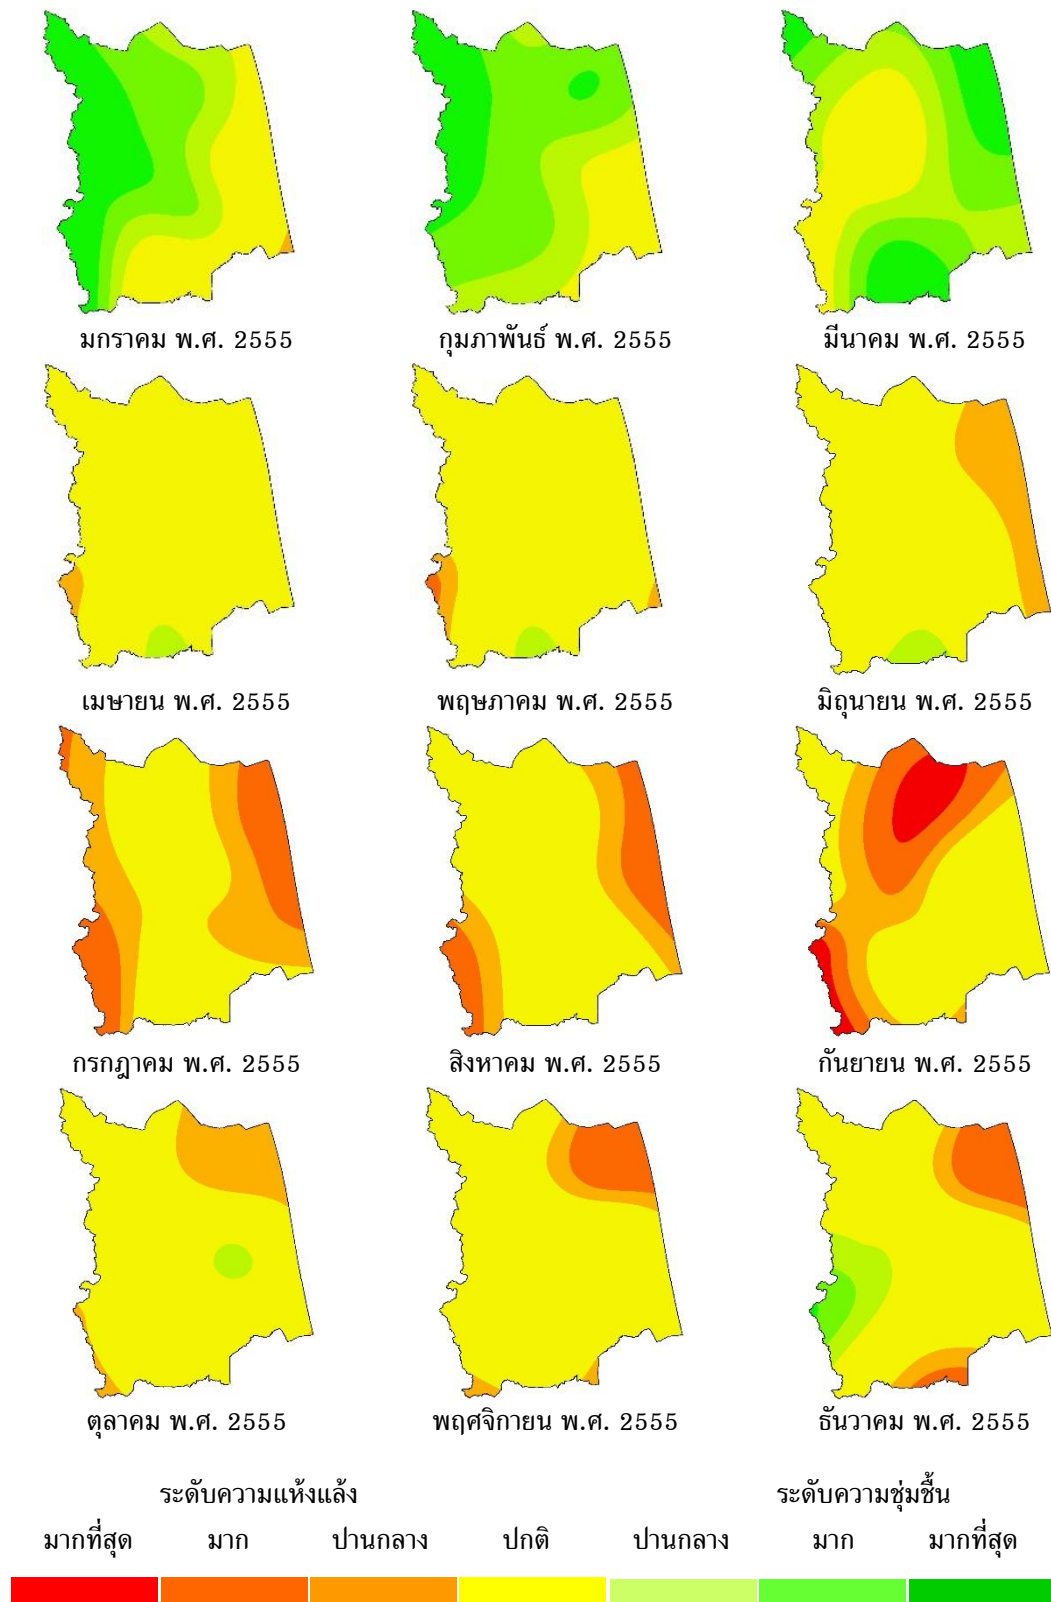 มกราคม พ.ศ. 2555 กุมภาพันธ์ พ.ศ. 2555 มีนาคม พ.ศ. 2555
เมษายน พ.ศ. 2555 พฤษภาคม พ.ศ. 2555 มิถุนายน พ.ศ. 2555
กรกฎาคม พ.ศ. 2555 สิงหาคม พ.ศ. 2555 กันยายน พ.ศ. 2555
ตุลาคม พ.ศ. 2555 พฤศจิกายน พ.ศ. 2555 ธันวาคม พ.ศ. 2555
ระดับความแห้งแล้ง ระดับความชุ่มชื้น
มากที่สุด มาก ปานกลาง ปกติ ปานกลาง มาก มากที่สุด